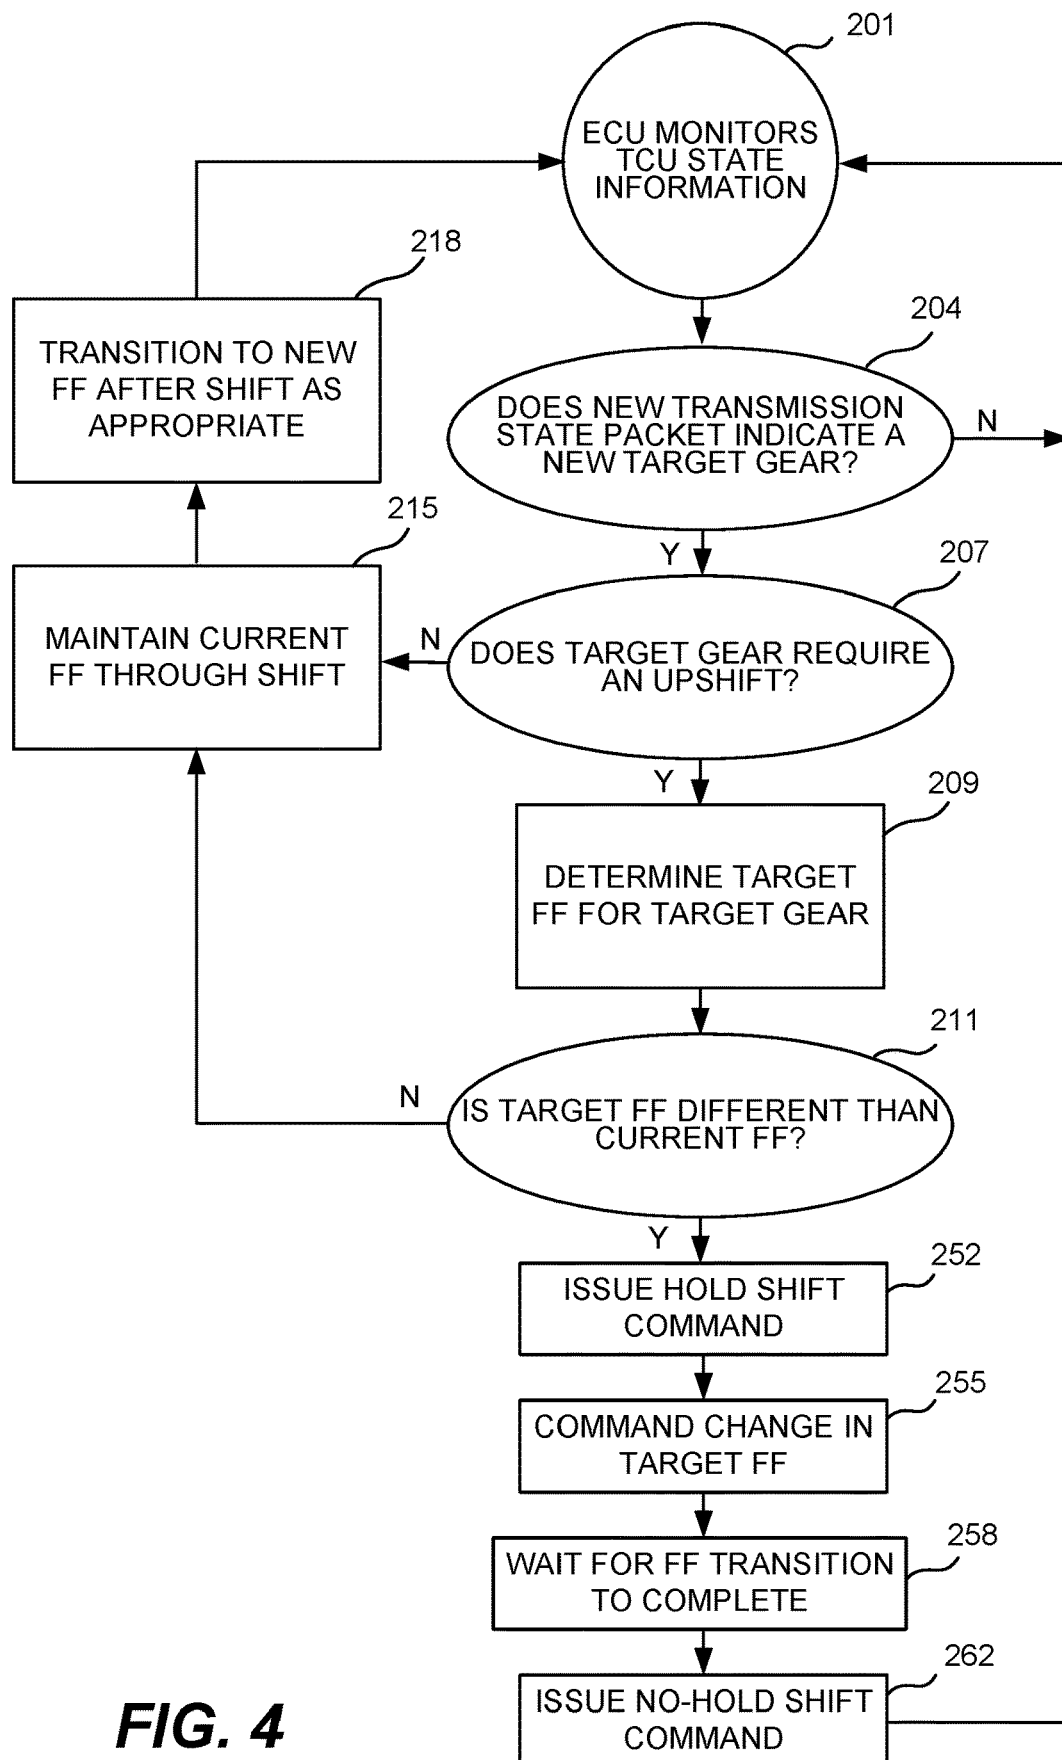 201
ECU MONITORS
TCU STATE
INFORMATION
218
TRANSITION TO NEW
FF AFTER SHIFT AS
APPROPRIATE
204
DOES NEW TRANSMISSION
STATE PACKET INDICATE A
NEW TARGET GEAR?
N
Y
215
MAINTAIN CURRENT
FF THROUGH SHIFT
N
207
DOES TARGET GEAR REQUIRE
AN UPSHIFT?
Y
209
DETERMINE TARGET
FF FOR TARGET GEAR
211
N
IS TARGET FF DIFFERENT THAN
CURRENT FF?
Y
252
ISSUE HOLD SHIFT
COMMAND
255
COMMAND CHANGE IN
TARGET FF
258
WAIT FOR FF TRANSITION
TO COMPLETE
262
ISSUE NO-HOLD SHIFT
COMMAND
FIG. 4